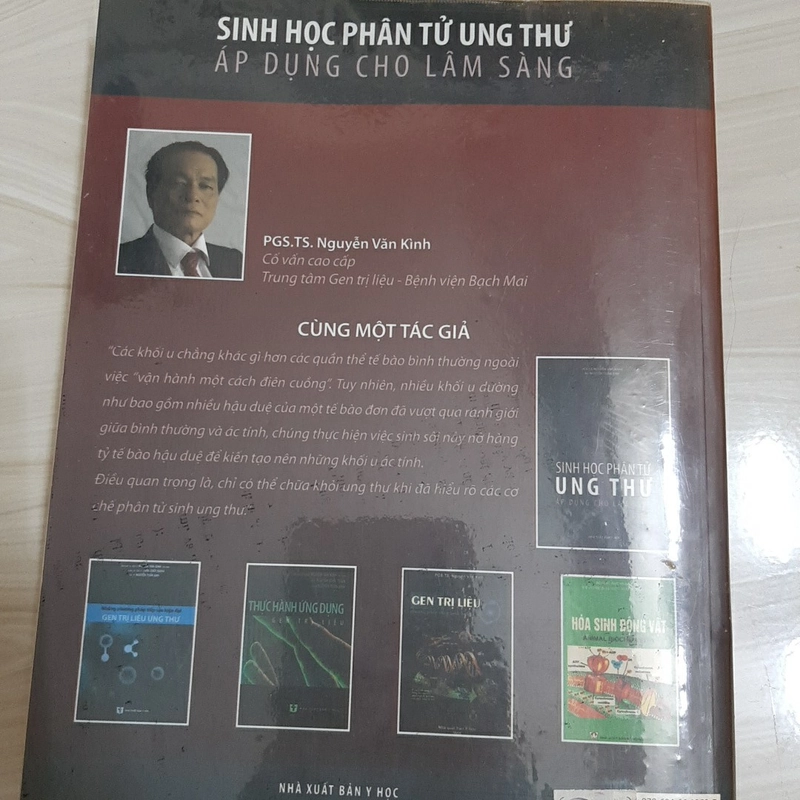 SINH HỌC PHÂN TỬ UNG THƯ
ÁP DỤNG CHO LÂM SÀNG
PGS.TS. Nguyễn Văn Kình
Cố vấn cao cấp
Trung tâm Gen trị liệu - Bệnh viện Bạch Mai
CÙNG MỘT TÁC GIẢ
"Các khối u chẳng khác gì hơn các quần thể tế bào bình thường ngoài
việc "vận hành một cách điên cuồng". Tuy nhiên, nhiều khối u dường
như bao gồm nhiều hậu duệ của một tế bào đơn đã vượt qua ranh giới
giữa bình thường và ác tính, chúng thực hiện việc sinh sôi nảy nở hàng
tỷ tế bào hậu duệ để kiến tạo nên những khối u ác tính.
Điều quan trọng là, chỉ có thể chữa khỏi ung thư khi đã hiểu rõ các cơ
chế phân tử sinh ung thư."
SINH HỌC PHÂN TỬ
UNG THƯ
ÁP DỤNG CHO
GEN TRỊ LIỆU UNG THƯ
THỰC HÀNH ỨNG DỤNG
GEN TRỊ LIỆU
GEN TRỊ LIỆU
HÓA SINH ĐỘNG VẬT
NHÀ XUẤT BẢN Y HỌC